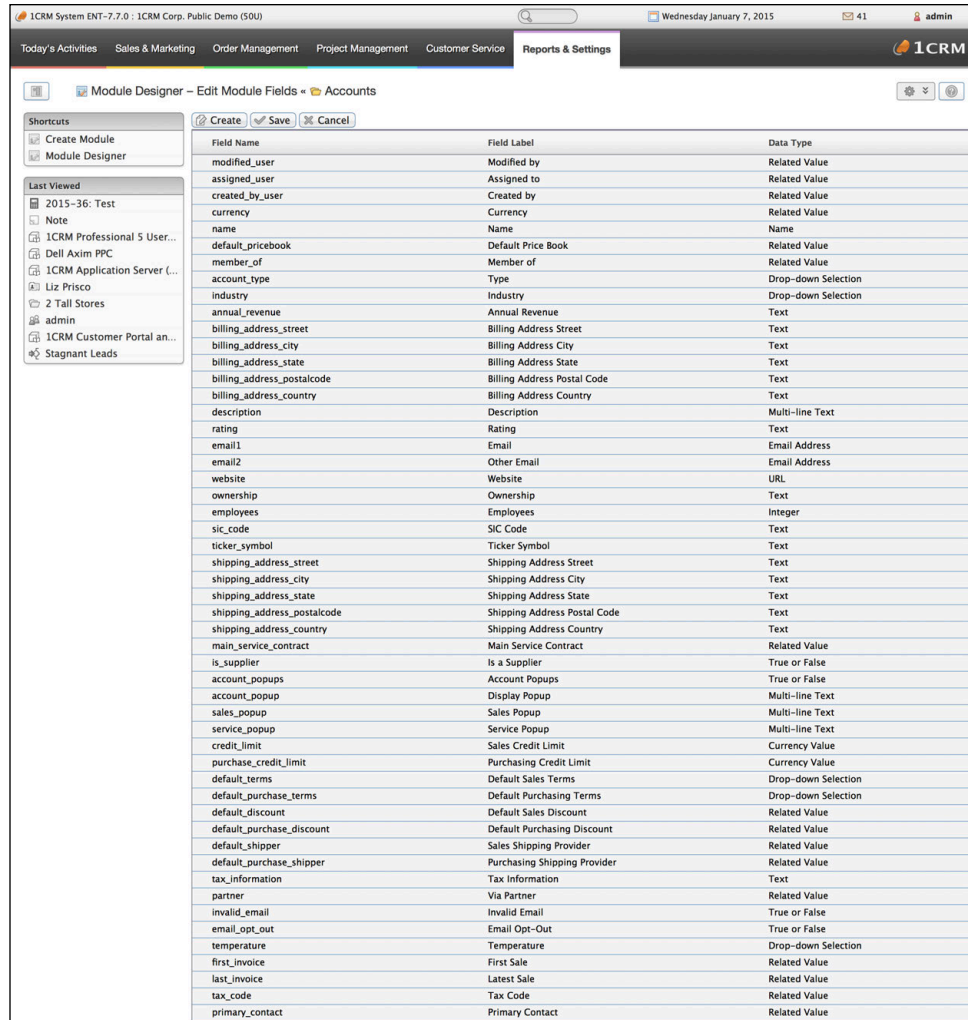 1CRM System ENT-7.7.0 : 1CRM Corp. Public Demo (50U) Wednesday January 7, 2015 41 admin
Today's Activities Sales & Marketing Order Management Project Management Customer Service Reports & Settings 1CRM
Module Designer – Edit Module Fields « Accounts
Shortcuts
Create Module
Module Designer
Last Viewed
2015-36: Test
Note
1CRM Professional 5 User...
Dell Axim PPC
1CRM Application Server (...
Liz Prisco
2 Tall Stores
admin
1CRM Customer Portal an...
Stagnant Leads
Create Save Cancel
Field Name Field Label Data Type
modified_user Modified by Related Value
assigned_user Assigned to Related Value
created_by_user Created by Related Value
currency Currency Related Value
name Name Name
default_pricebook Default Price Book Related Value
member_of Member of Related Value
account_type Type Drop-down Selection
industry Industry Drop-down Selection
annual_revenue Annual Revenue Text
billing_address_street Billing Address Street Text
billing_address_city Billing Address City Text
billing_address_state Billing Address State Text
billing_address_postalcode Billing Address Postal Code Text
billing_address_country Billing Address Country Text
description Description Multi-line Text
rating Rating Text
email1 Email Email Address
email2 Other Email Email Address
website Website URL
ownership Ownership Text
employees Employees Integer
sic_code SIC Code Text
ticker_symbol Ticker Symbol Text
shipping_address_street Shipping Address Street Text
shipping_address_city Shipping Address City Text
shipping_address_state Shipping Address State Text
shipping_address_postalcode Shipping Address Postal Code Text
shipping_address_country Shipping Address Country Text
main_service_contract Main Service Contract Related Value
is_supplier Is a Supplier True or False
account_popups Account Popups True or False
account_popup Display Popup Multi-line Text
sales_popup Sales Popup Multi-line Text
service_popup Service Popup Multi-line Text
credit_limit Sales Credit Limit Currency Value
purchase_credit_limit Purchasing Credit Limit Currency Value
default_terms Default Sales Terms Drop-down Selection
default_purchase_terms Default Purchasing Terms Drop-down Selection
default_discount Default Sales Discount Related Value
default_purchase_discount Default Purchasing Discount Related Value
default_shipper Sales Shipping Provider Related Value
default_purchase_shipper Purchasing Shipping Provider Related Value
tax_information Tax Information Text
partner Via Partner Related Value
invalid_email Invalid Email True or False
email_opt_out Email Opt-Out True or False
temperature Temperature Drop-down Selection
first_invoice First Sale Related Value
last_invoice Latest Sale Related Value
tax_code Tax Code Related Value
primary_contact Primary Contact Related Value